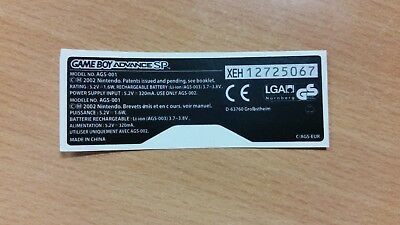 GAME BOY ADVANCE SP
MODEL NO. AGS-001
© 2002 Nintendo. Patents issued and pending, see booklet.
RATING : 5.2V⎓1.6W, RECHARGEABLE BATTERY : Li-ion (AGS-003) 3.7-3.8V.
POWER SUPPLY INPUT : 5.2V⎓320mA. USE ONLY AGS-002.
MODELE NO. AGS-001
© 2002 Nintendo. Brevets émis et en cours, voir manuel.
PUISSANCE : 5.2V⎓1.6W
BATTERIE RECHARGEABLE : Li-ion (AGS-003) 3.7-3.8V.
ALIMENTATION : 5.2V⎓320mA.
UTILISER UNIQUEMENT AVEC AGS-002.
MADE IN CHINA
XEH 12725067
CE
LGA
Nurnberg
GS
D-63760 Großostheim
C/AGS-EUR